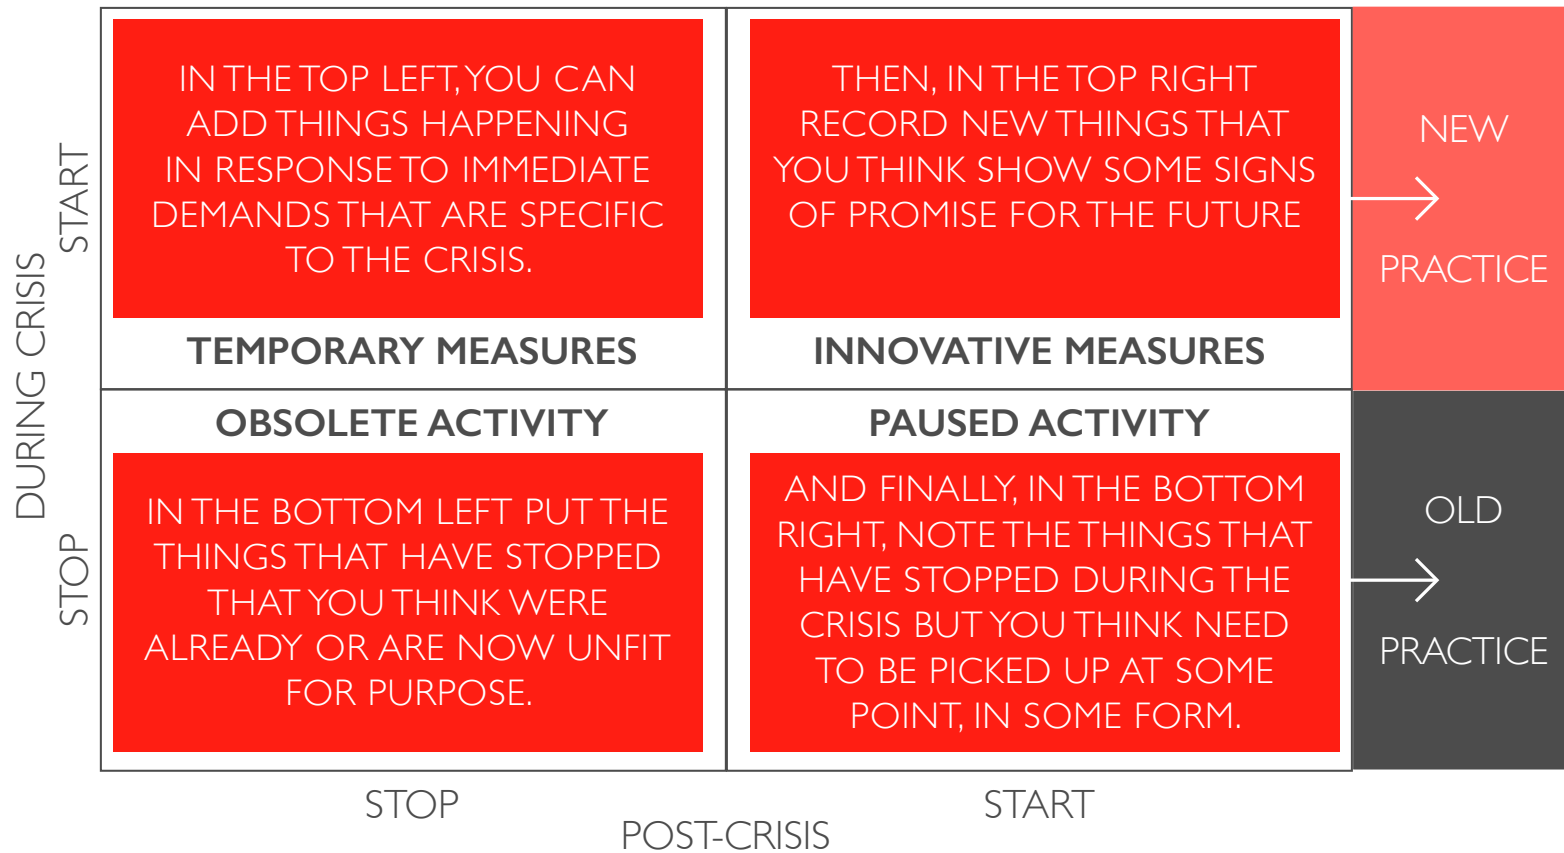 IN THE TOP LEFT, YOU CAN
ADD THINGS HAPPENING
IN RESPONSE TO IMMEDIATE
DEMANDS THAT ARE SPECIFIC
TO THE CRISIS.
TEMPORARY MEASURES
THEN, IN THE TOP RIGHT
RECORD NEW THINGS THAT
YOU THINK SHOW SOME SIGNS
OF PROMISE FOR THE FUTURE
INNOVATIVE MEASURES
NEW
PRACTICE
DURING CRISIS
START
STOP
OBSOLETE ACTIVITY
IN THE BOTTOM LEFT PUT THE
THINGS THAT HAVE STOPPED
THAT YOU THINK WERE
ALREADY OR ARE NOW UNFIT
FOR PURPOSE.
PAUSED ACTIVITY
AND FINALLY, IN THE BOTTOM
RIGHT, NOTE THE THINGS THAT
HAVE STOPPED DURING THE
CRISIS BUT YOU THINK NEED
TO BE PICKED UP AT SOME
POINT, IN SOME FORM.
OLD
PRACTICE
STOP
START
POST-CRISIS